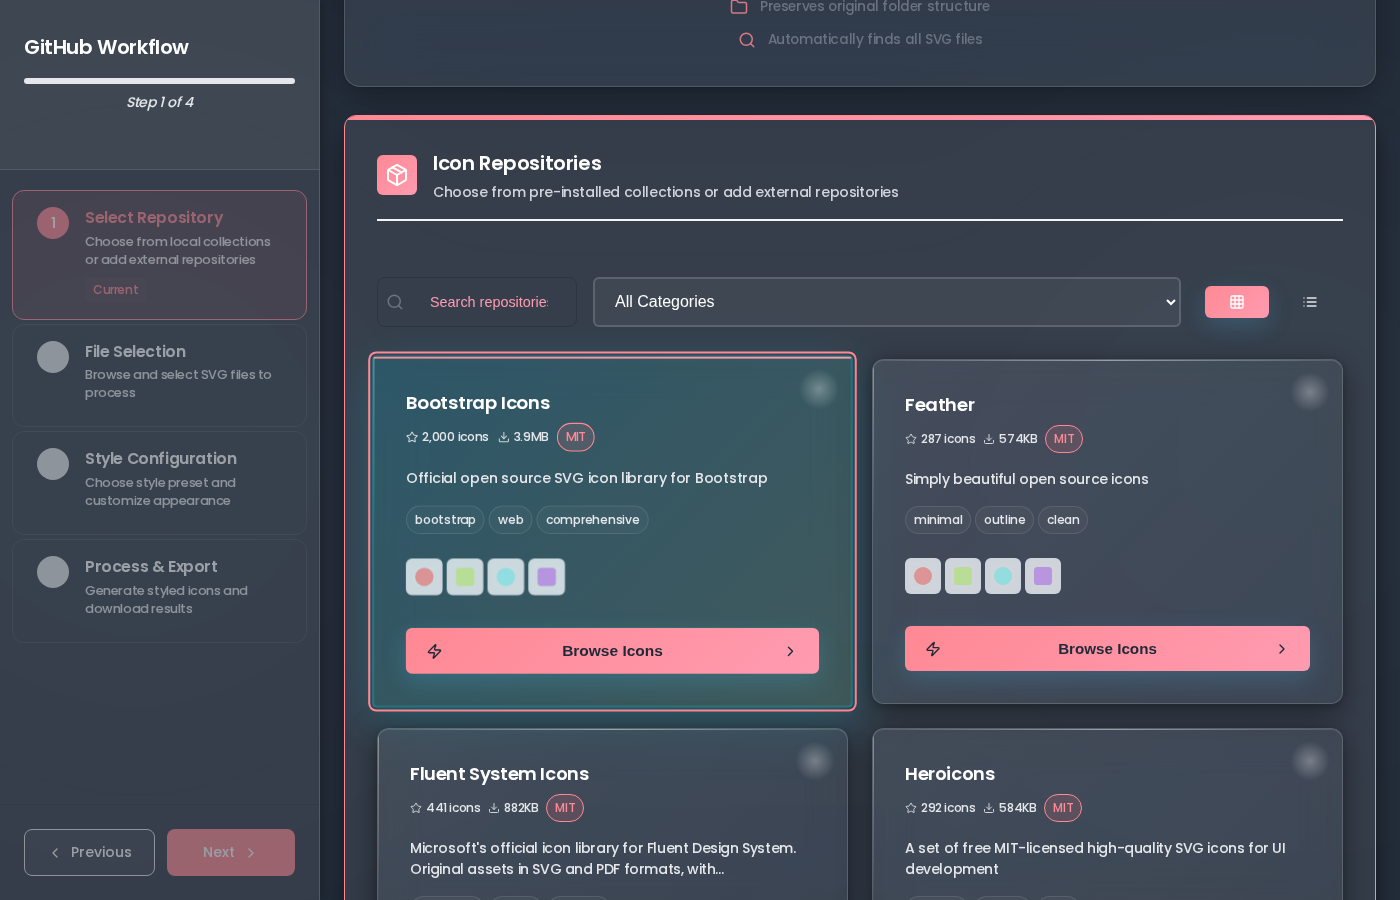 GitHub Workflow
Step 1 of 4
1
Select Repository
Choose from local collections
or add external repositories
Current
File Selection
Browse and select SVG files to
process
Style Configuration
Choose style preset and
customize appearance
Process & Export
Generate styled icons and
download results
Previous
Next
Preserves original folder structure
Automatically finds all SVG files
Icon Repositories
Choose from pre-installed collections or add external repositories
Search repositories
All Categories
Bootstrap Icons
2,000 icons 3.9MB MIT
Official open source SVG icon library for Bootstrap
bootstrap web comprehensive
Browse Icons
Feather
287 icons 574KB MIT
Simply beautiful open source icons
minimal outline clean
Browse Icons
Fluent System Icons
441 icons 882KB MIT
Microsoft's official icon library for Fluent Design System.
Original assets in SVG and PDF formats, with...
Heroicons
292 icons 584KB MIT
A set of free MIT-licensed high-quality SVG icons for UI
development